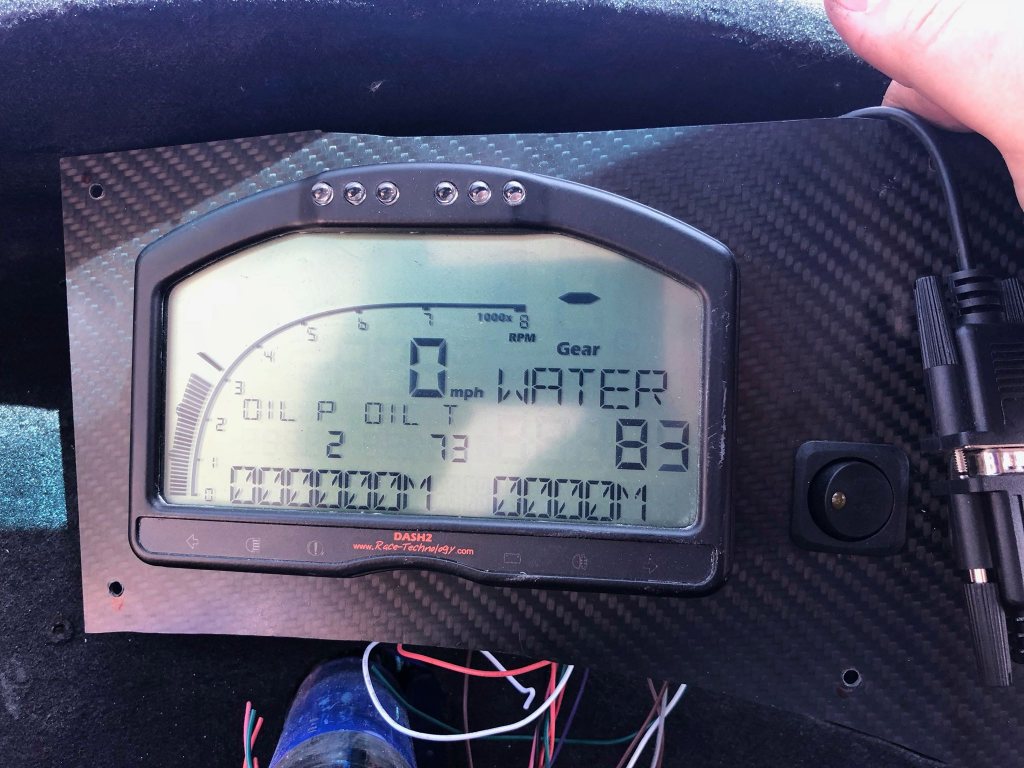 0 1 2 3 4 5 6 7 8
1000x
RPM
0 mph
Gear
WATER
OIL P OIL T
2 73 83
000000M 0000M
DASH2
www.Race-Technology.com